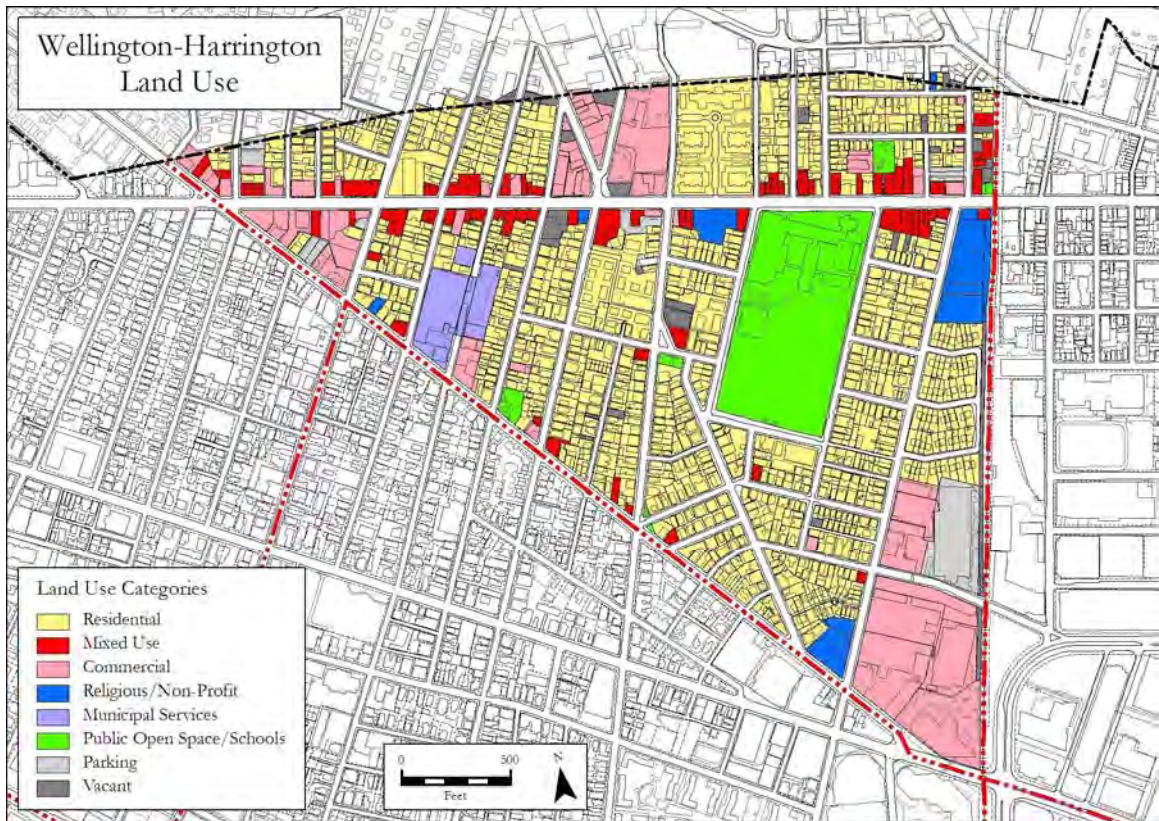 Wellington-Harrington
Land Use
Land Use Categories
Residential
Mixed Use
Commercial
Religious/Non-Profit
Municipal Services
Public Open Space/Schools
Parking
Vacant
0
500
Feet
N